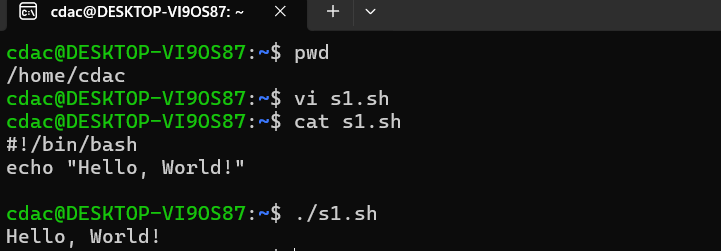 cdac@DESKTOP-VI9OS87: ~
cdac@DESKTOP-VI9OS87:~$ pwd
/home/cdac
cdac@DESKTOP-VI9OS87:~$ vi s1.sh
cdac@DESKTOP-VI9OS87:~$ cat s1.sh
#!/bin/bash
echo "Hello, World!"
cdac@DESKTOP-VI9OS87:~$ ./s1.sh
Hello, World!